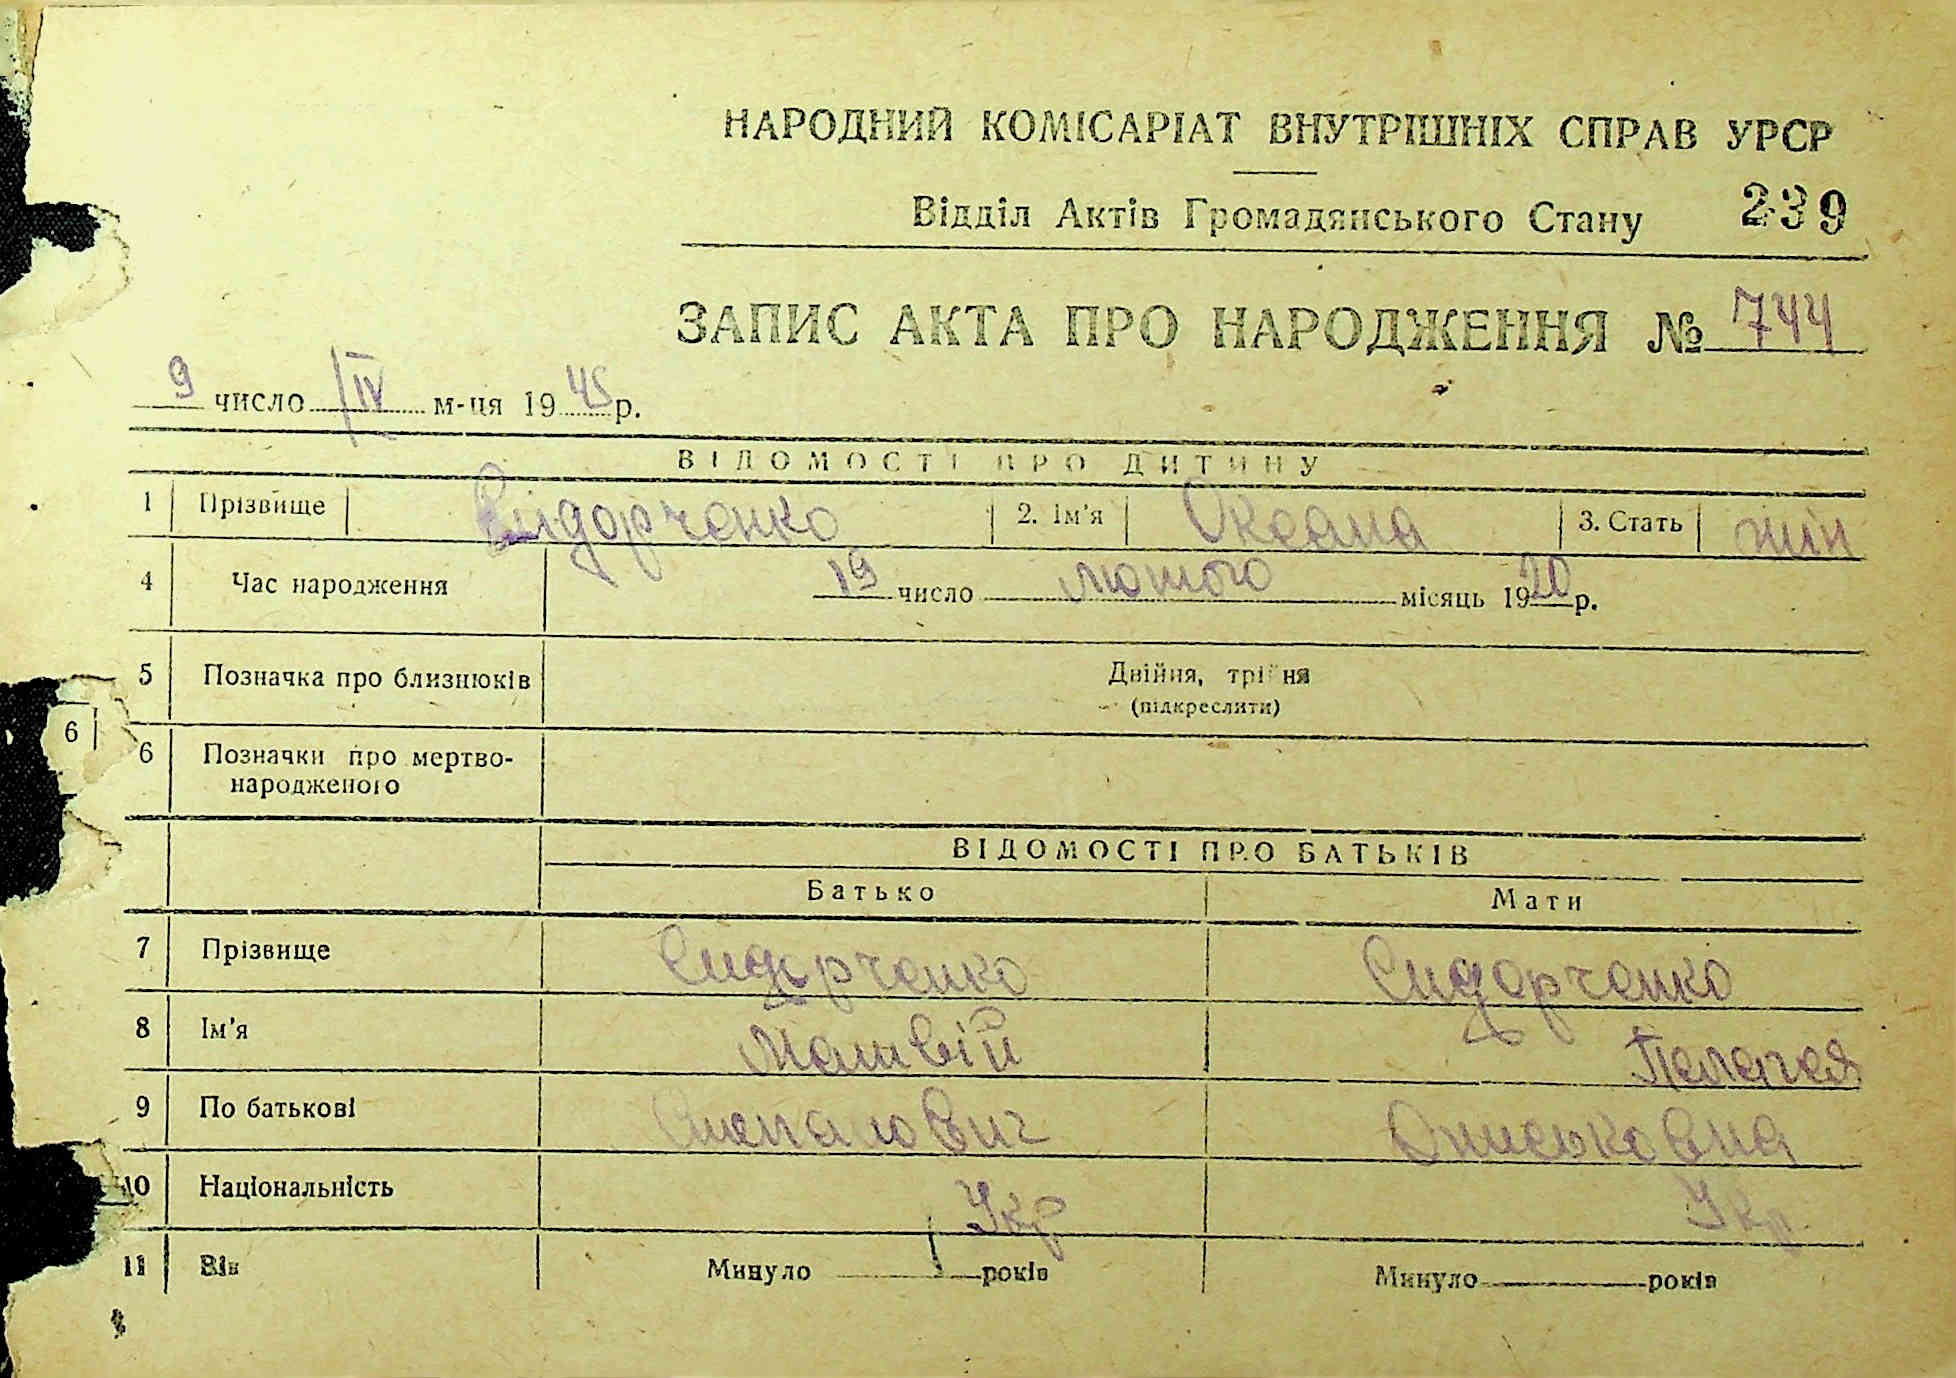 НАРОДНИЙ КОМІСАРІАТ ВНУТРІШНІХ СПРАВ УРСР
Відділ Актів Громадянського Стану 239
ЗАПИС АКТА ПРО НАРОДЖЕННЯ № 744
9 число IV м-ця 1945 р.
ВІДОМОСТІ ПРО ДИТИНУ
1 Прізвище Сидорченко 2. Ім'я Оксана 3. Стать жін
4 Час народження 19 число лютого місяць 1920 р.
5 Позначка про близнюків Двійня, трійня
(підкреслити)
6
6 Позначки про мертво-
народженого
ВІДОМОСТІ ПРО БАТЬКІВ
Батько Мати
7 Прізвище Сидорченко Сидорченко
8 Ім'я Матвій Пелагея
9 По батькові Степанович Ониськовна
10 Національність Укр Укр.
11 Вік Минуло років Минуло років